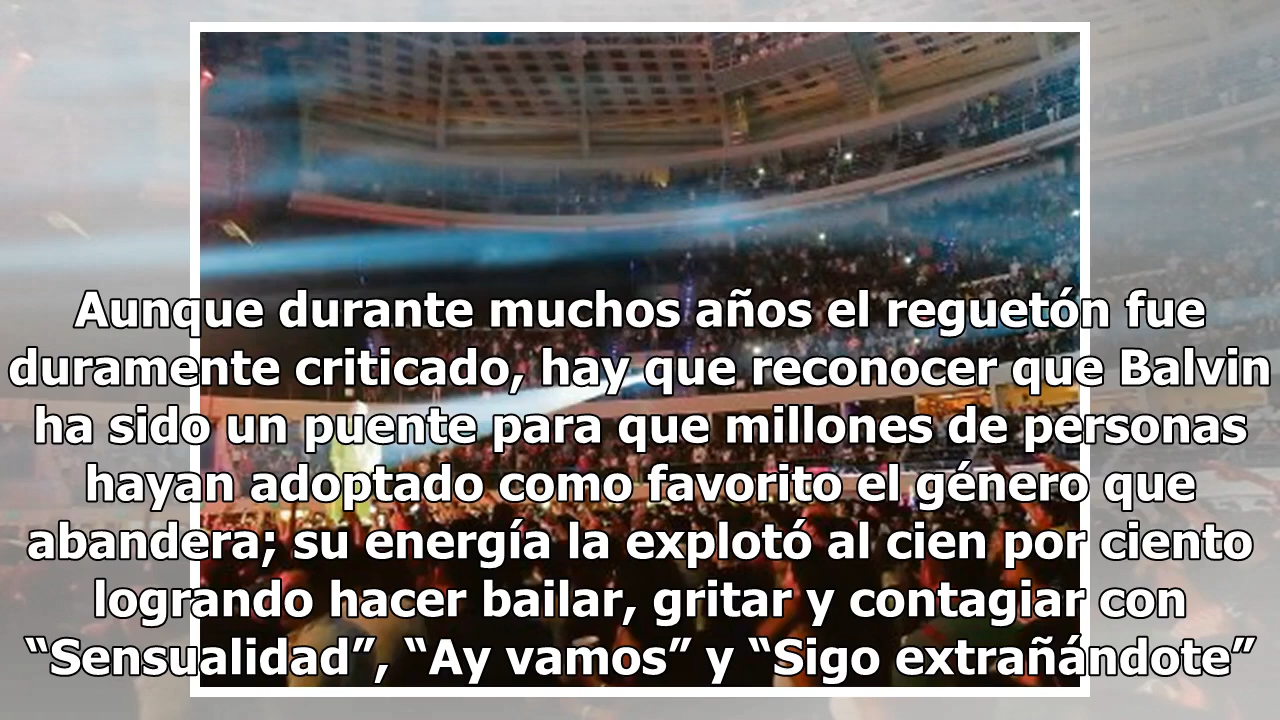 Aunque durante muchos años el reguetón fue
duramente criticado, hay que reconocer que Balvin
ha sido un puente para que millones de personas
hayan adoptado como favorito el género que
abandera; su energía la explotó al cien por ciento
logrando hacer bailar, gritar y contagiar con
“Sensualidad”, “Ay vamos” y “Sigo extrañándote”